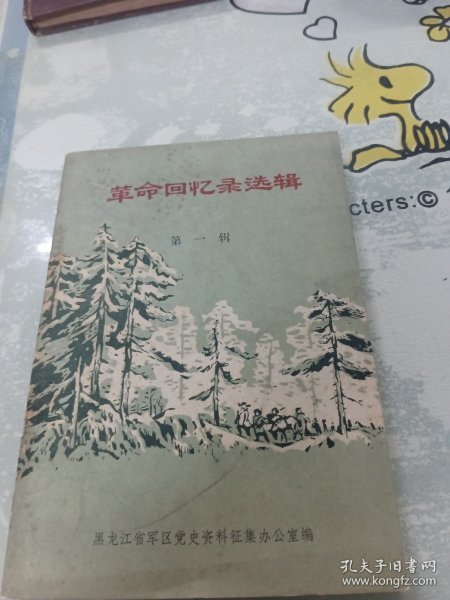 革命回忆录选辑
第一辑
cters:©
黑龙江省军区党史资料征集办公室编
孔夫子旧书网
www.kongfz.com